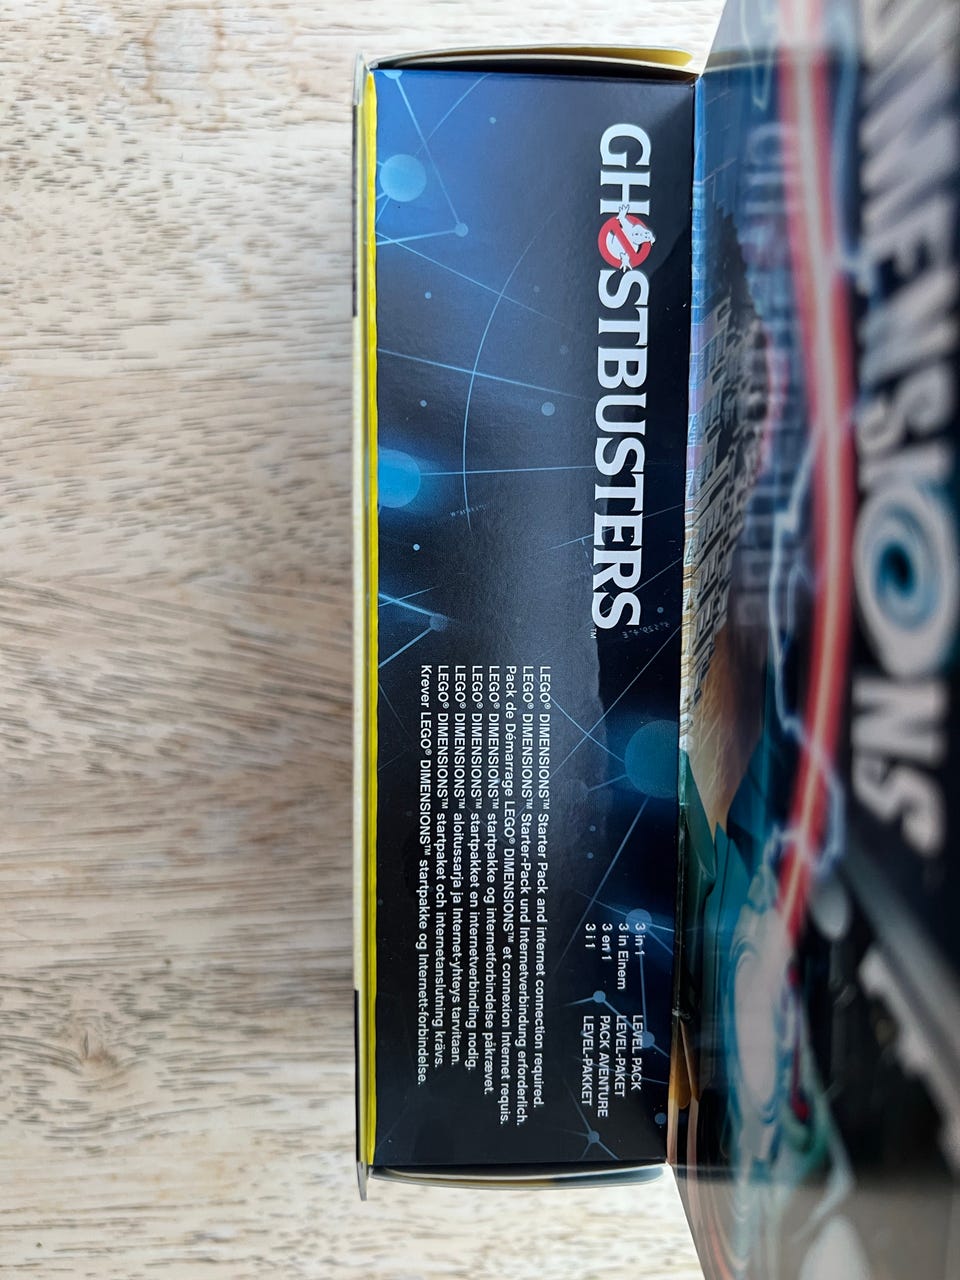 DIMENSIONS
GHOSTBUSTERS™
3 in 1 LEVEL PACK
3 in Einem LEVEL-PAKET
3 en 1 PACK AVENTURE
3 i 1 LEVEL-PAKKET
LEGO® DIMENSIONS™ Starter Pack and internet connection required.
LEGO® DIMENSIONS™ Starter-Pack und Internetverbindung erforderlich.
Pack de Démarrage LEGO® DIMENSIONS™ et connexion Internet requis.
LEGO® DIMENSIONS™ startpakke og internetforbindelse påkrævet.
LEGO® DIMENSIONS™ startpakket en internetverbinding nodig.
LEGO® DIMENSIONS™ aloitussarja ja Internet-yhteys tarvitaan.
LEGO® DIMENSIONS™ startpaket och internetanslutning krävs.
Krever LEGO® DIMENSIONS™ startpakke og Internett-forbindelse.